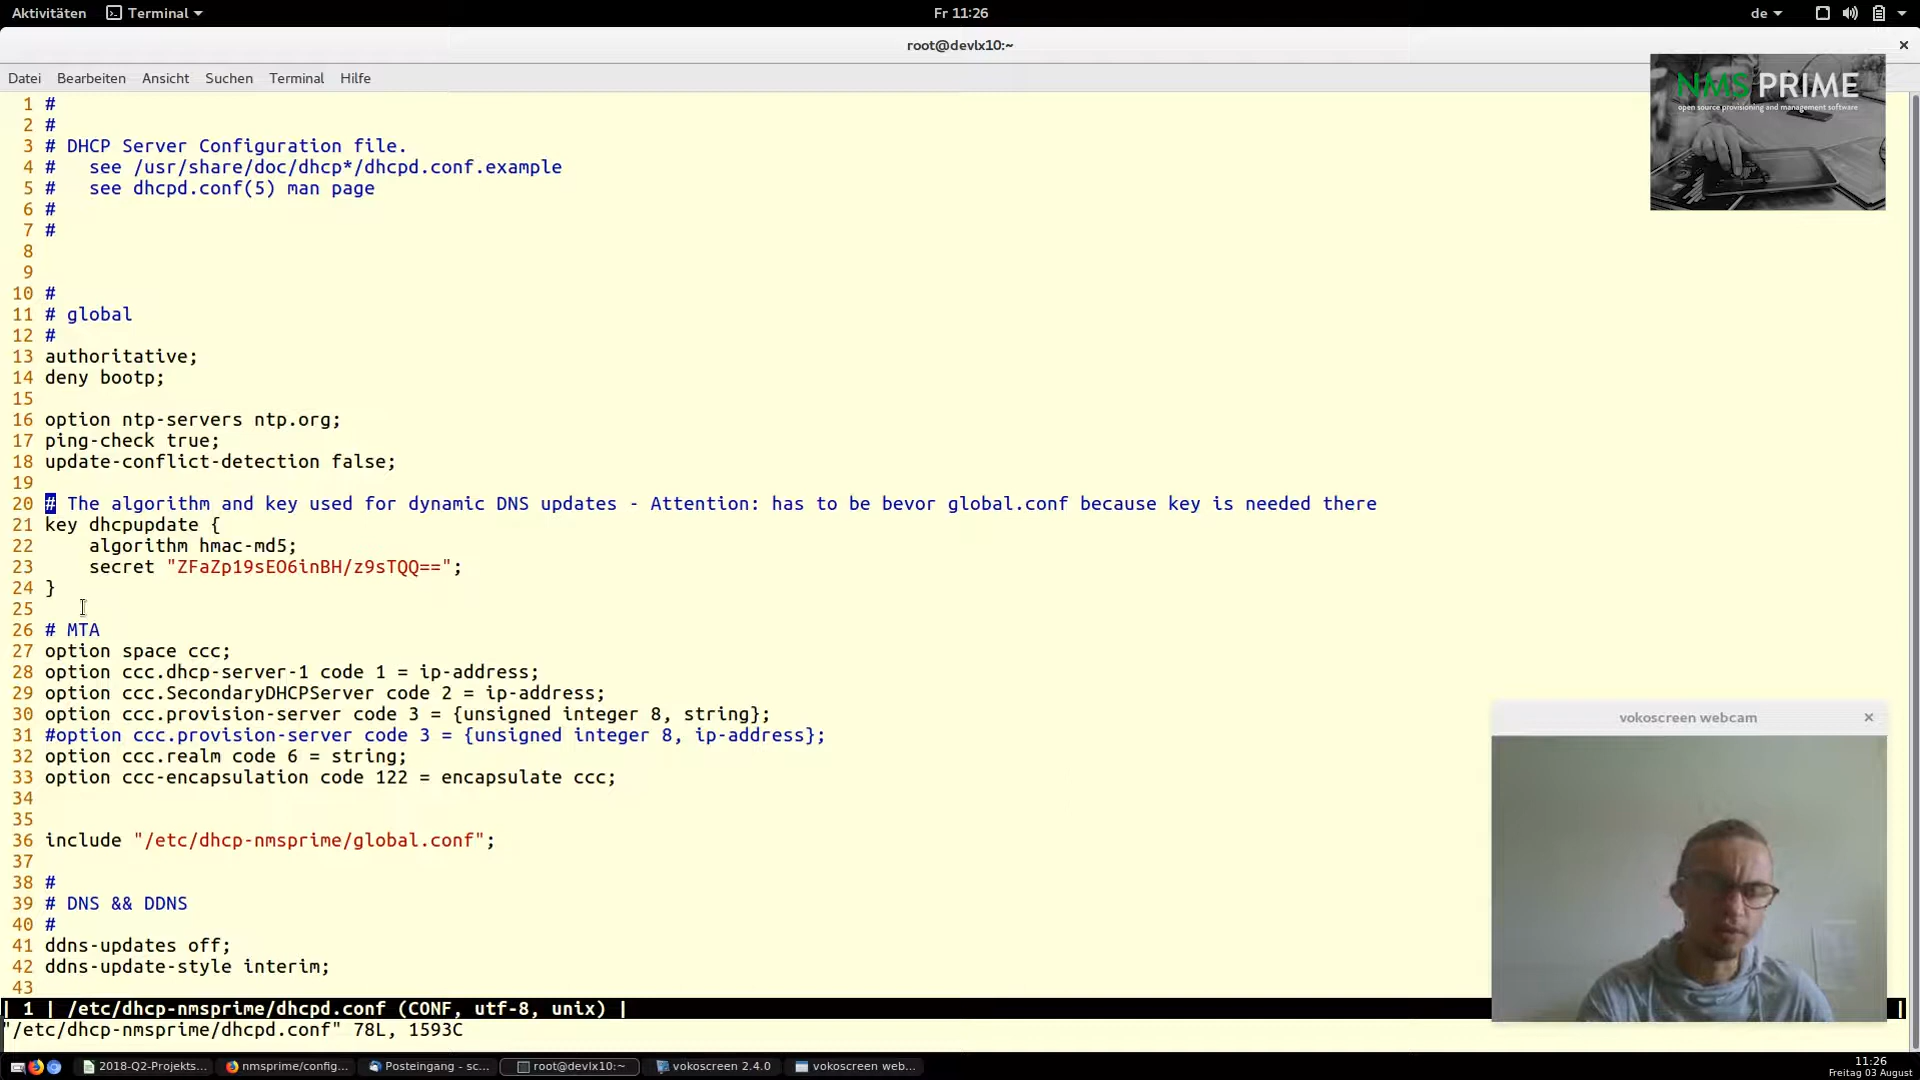 Aktivitäten
Terminal
Fr 11:26
de
root@devlx10:~
Datei Bearbeiten Ansicht Suchen Terminal Hilfe
NMS PRIME
open source provisioning and management software
1 #
2 #
3 # DHCP Server Configuration file.
4 #   see /usr/share/doc/dhcp*/dhcpd.conf.example
5 #   see dhcpd.conf(5) man page
6 #
7 #
8
9
10 #
11 # global
12 #
13 authoritative;
14 deny bootp;
15
16 option ntp-servers ntp.org;
17 ping-check true;
18 update-conflict-detection false;
19
20 # The algorithm and key used for dynamic DNS updates - Attention: has to be bevor global.conf because key is needed there
21 key dhcpupdate {
22     algorithm hmac-md5;
23     secret "ZFaZp19sEO6inBH/z9sTQQ==";
24 }
25
26 # MTA
27 option space ccc;
28 option ccc.dhcp-server-1 code 1 = ip-address;
29 option ccc.SecondaryDHCPServer code 2 = ip-address;
30 option ccc.provision-server code 3 = {unsigned integer 8, string};
31 #option ccc.provision-server code 3 = {unsigned integer 8, ip-address};
32 option ccc.realm code 6 = string;
33 option ccc-encapsulation code 122 = encapsulate ccc;
34
35
36 include "/etc/dhcp-nmsprime/global.conf";
37
38 #
39 # DNS && DDNS
40 #
41 ddns-updates off;
42 ddns-update-style interim;
43
| 1 | /etc/dhcp-nmsprime/dhcpd.conf (CONF, utf-8, unix) | |
"/etc/dhcp-nmsprime/dhcpd.conf" 78L, 1593C
vokoscreen webcam
2018-Q2-Projekts...
nmsprime/config...
Posteingang - sc...
root@devlx10:~
vokoscreen 2.4.0
vokoscreen web...
11:26
Freitag 03 August